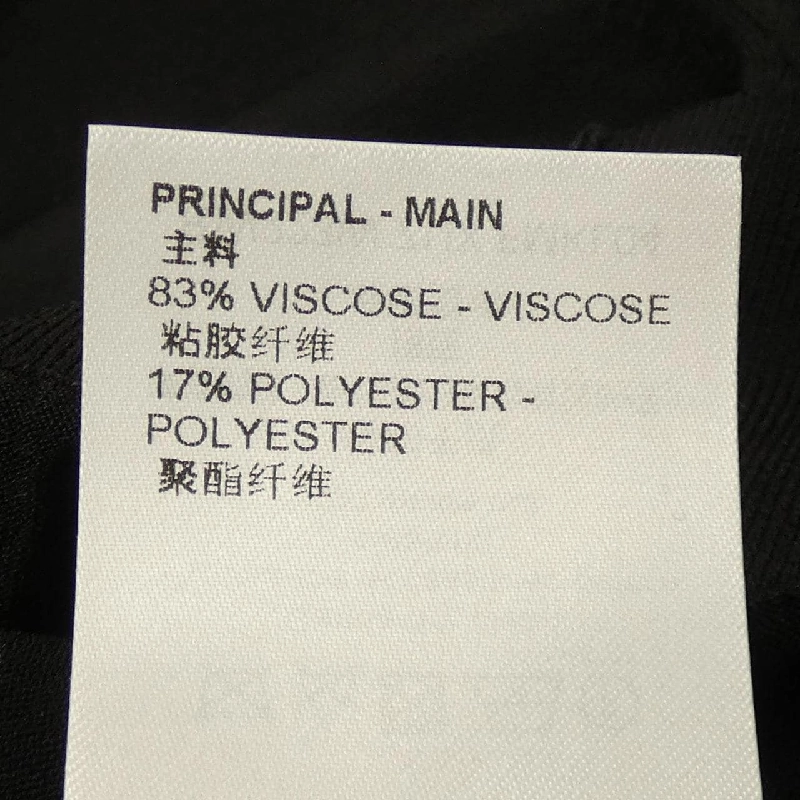 PRINCIPAL - MAIN
主料
83% VISCOSE - VISCOSE
粘胶纤维
17% POLYESTER -
POLYESTER
聚酯纤维